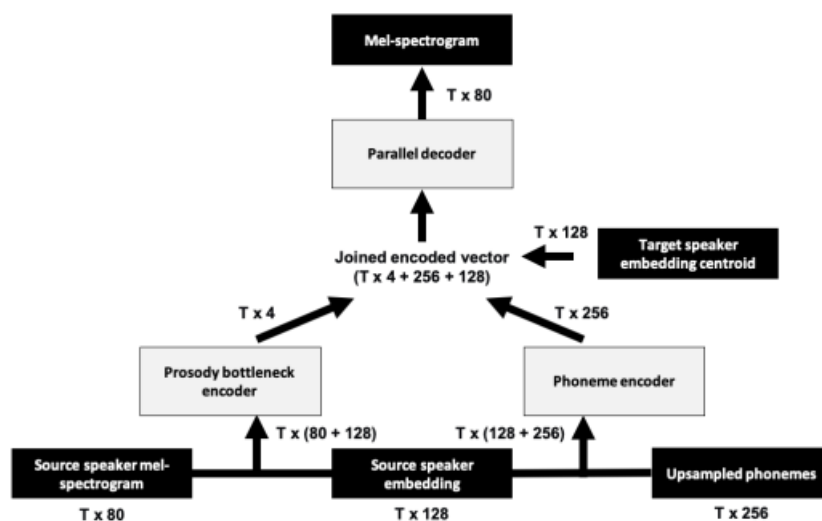 Mel-spectrogram
T x 80
Parallel decoder
T x 128
Joined encoded vector
(T x 4 + 256 + 128)
Target speaker
embedding centroid
T x 4
T x 256
Prosody bottleneck
encoder
Phoneme encoder
T x (80 + 128)
T x (128 + 256)
Source speaker mel-
spectrogram
Source speaker
embedding
Upsampled phonemes
T x 80
T x 128
T x 256